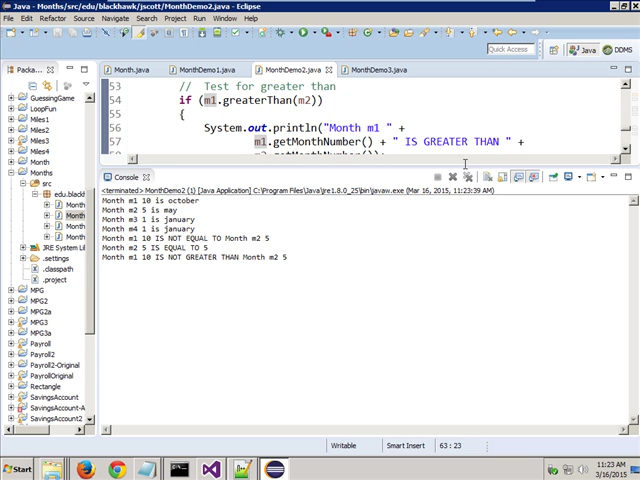 Java - Months/src/edu/blackhawk/jscott/MonthDemo2.java - Eclipse
File Edit Refactor Source Navigate Search Project Run Window Help
Quick Access
Java
DDMS
Packa...
GuessingGame
LoopFun
Miles1
Miles2
Miles3
Miles4
Month
Months
src
edu.blackh
Month
Month
Month
Month
JRE System Lib
.settings
.classpath
.project
MPG
MPG2
MPG2a
MPG3
MPG3a
Payroll
Payroll2
Payroll2-Original
PayrollOriginal
Rectangle
SavingsAccount
SavingsAccount-A
SavingsAccount2
Month.java
MonthDemo1.java
MonthDemo2.java
MonthDemo3.java
53 // Test for greater than
54 if (m1.greaterThan(m2))
55 {
56 System.out.println("Month m1 " +
57 m1.getMonthNumber() + " IS GREATER THAN " +
58 m2.getMonthNumber());
Console
<terminated> MonthDemo2 [Java Application] C:\Program Files\Java\jre1.8.0_25\bin\javaw.exe (Mar 16, 2015, 11:23:39 AM)
Month m1 10 is october
Month m2 5 is may
Month m3 1 is january
Month m4 1 is january
Month m1 10 IS NOT EQUAL TO Month m2 5
Month m2 5 IS EQUAL TO 5
Month m1 10 IS NOT GREATER THAN Month m2 5
Writable
Smart Insert
63 : 23
Start
11:23 AM
3/16/2015